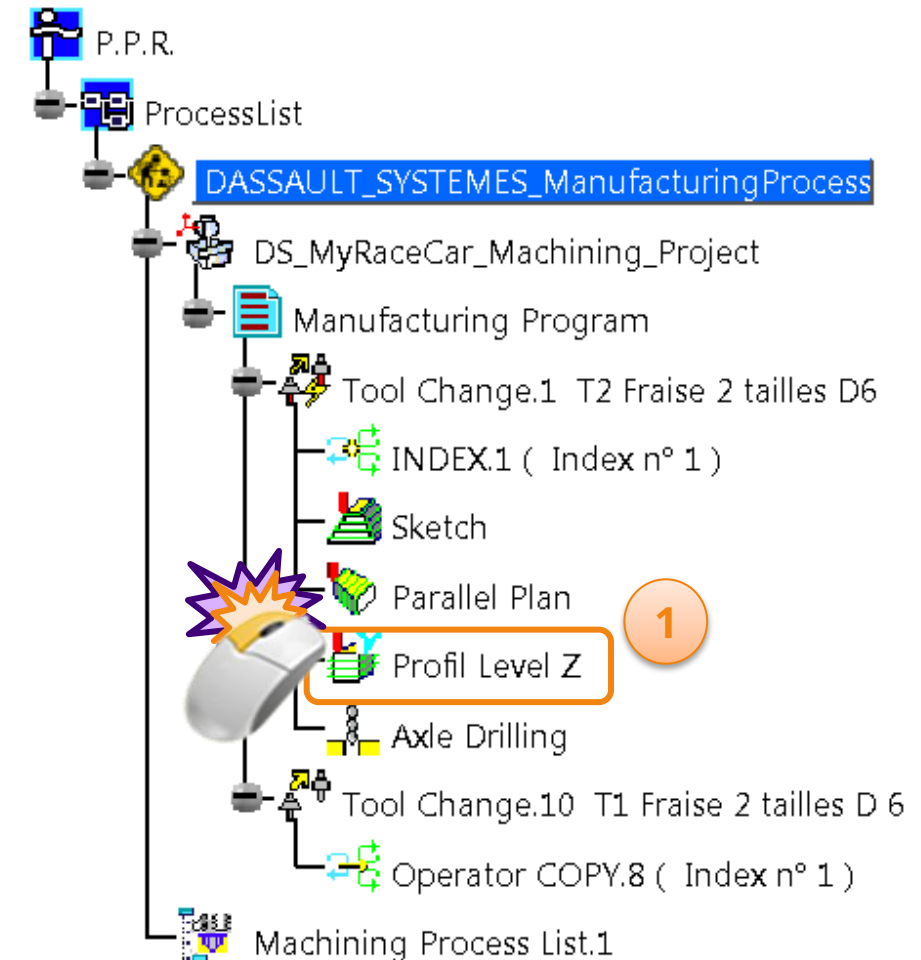 P.P.R.
ProcessList
DASSAULT_SYSTEMES_ManufacturingProcess
DS_MyRaceCar_Machining_Project
Manufacturing Program
Tool Change.1 T2 Fraise 2 tailles D6
INDEX.1 ( Index n° 1 )
Sketch
Parallel Plan
1
Profil Level Z
Axle Drilling
Tool Change.10 T1 Fraise 2 tailles D 6
Operator COPY.8 ( Index n° 1 )
Machining Process List.1